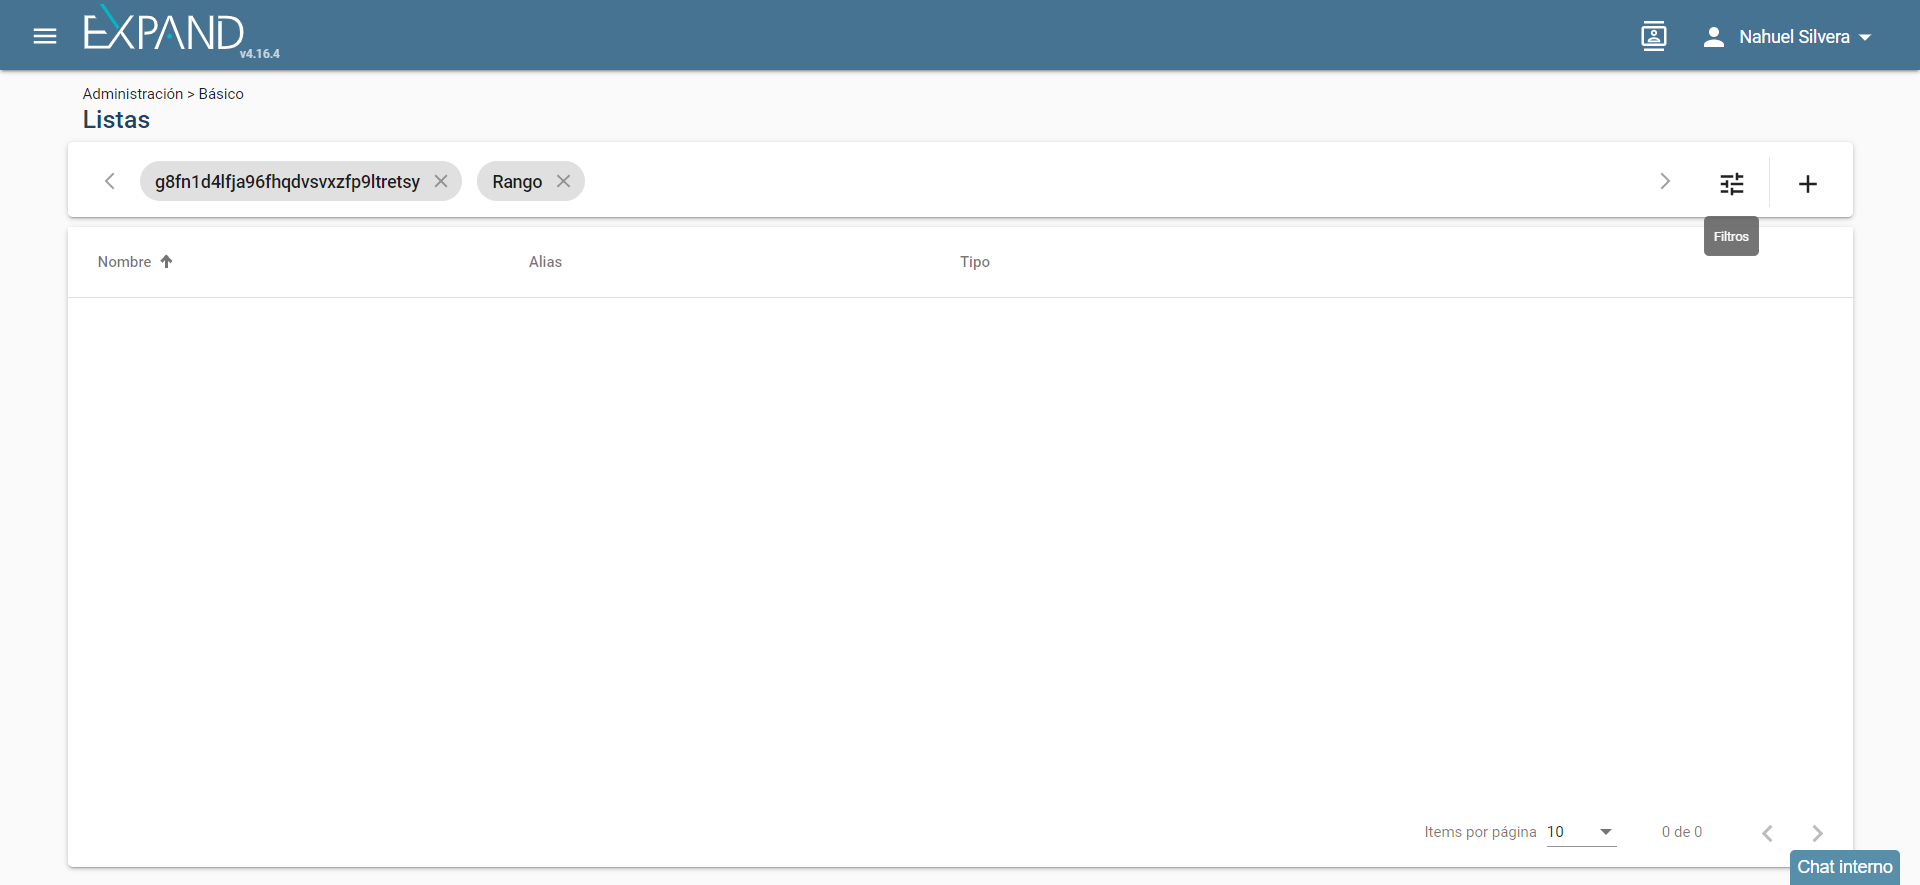 EXPAND
v4.16.4
Nahuel Silvera
Administración > Básico
Listas
g8fn1d4lfja96fhqdvsvxzfp9ltretsy
Rango
Filtros
Nombre Alias Tipo
Items por página 10 0 de 0
Chat interno